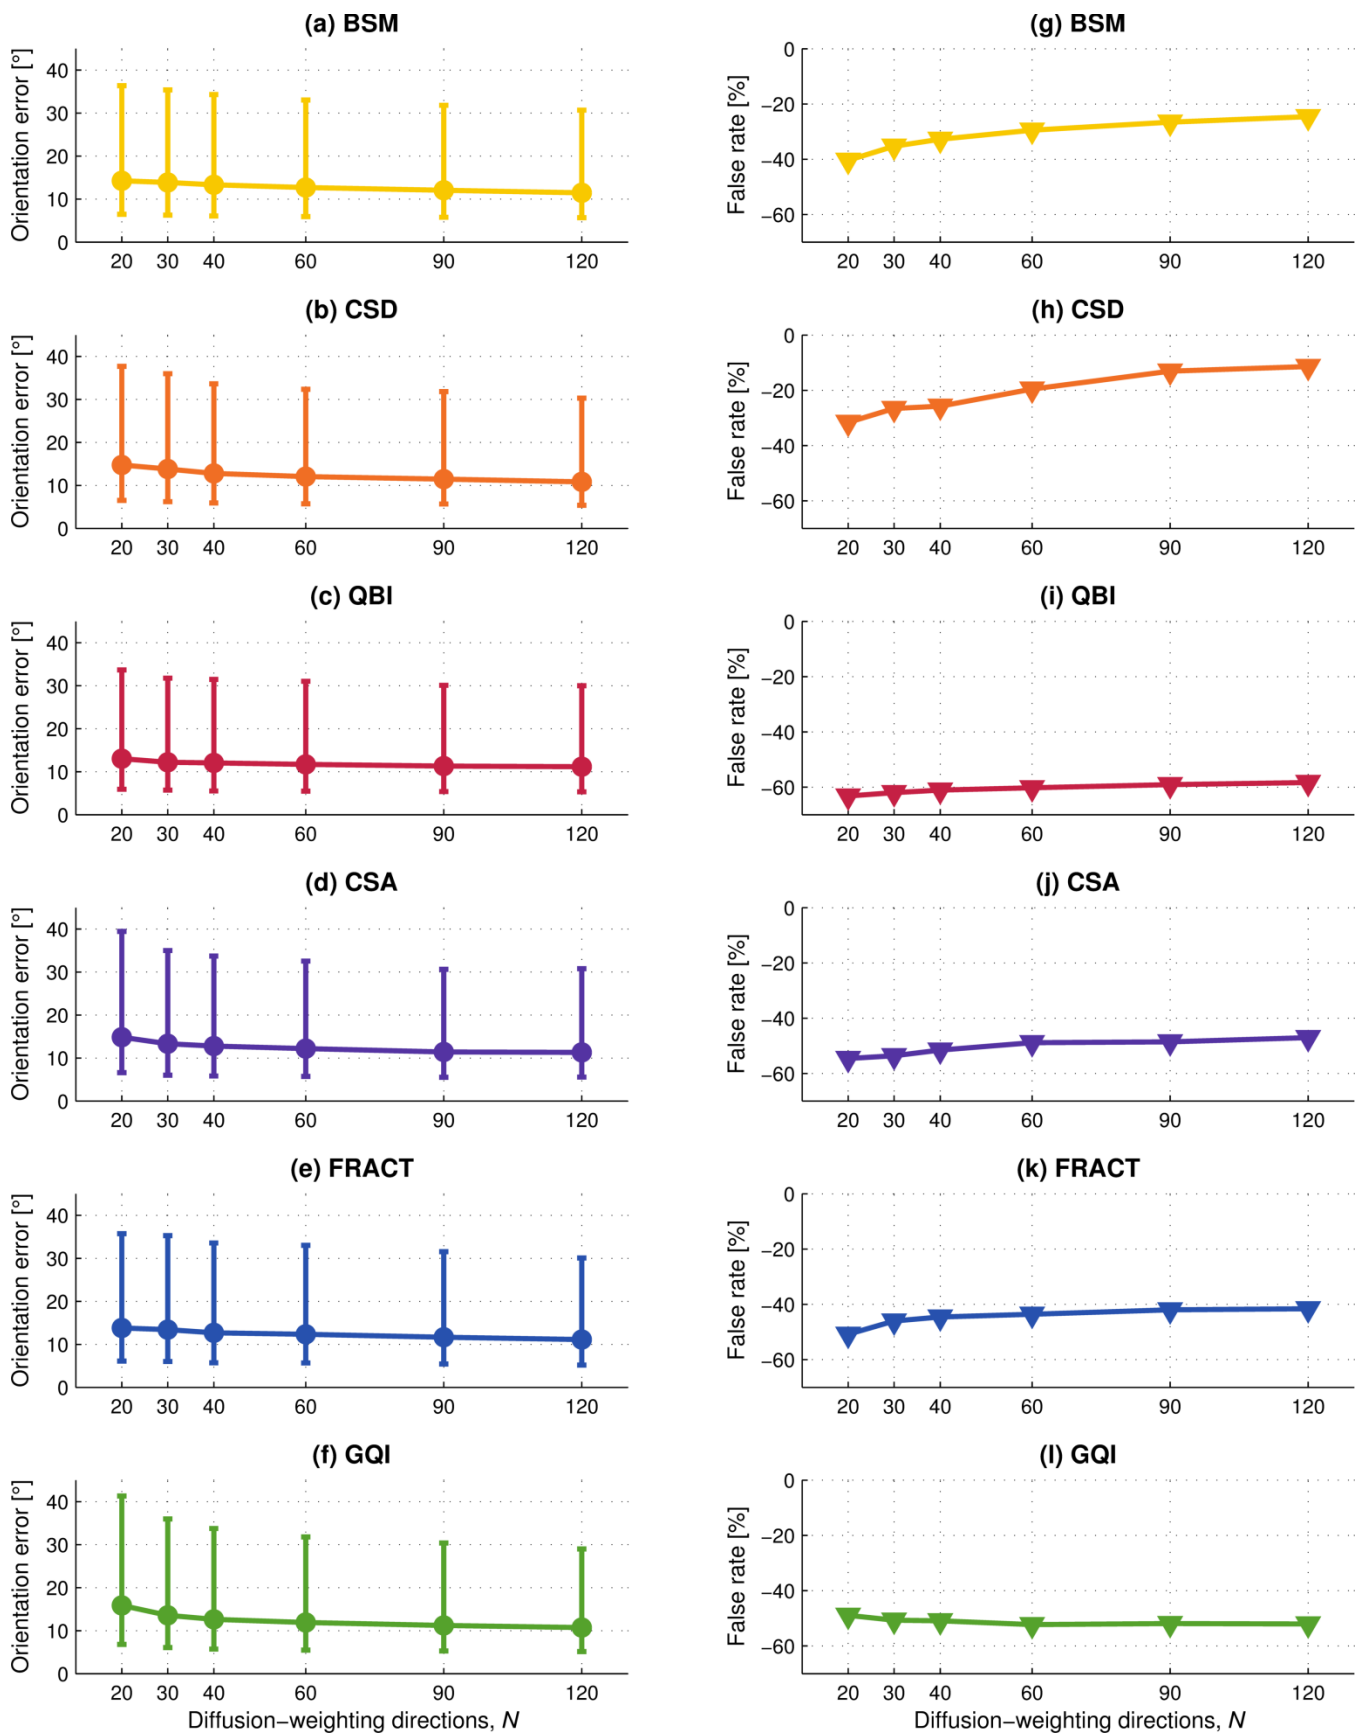 (a) BSM
Orientation error [°]
40
30
20
10
0
20 30 40 60 90 120
(g) BSM
False rate [%]
0
−20
−40
−60
20 30 40 60 90 120
(b) CSD
Orientation error [°]
40
30
20
10
0
20 30 40 60 90 120
(h) CSD
False rate [%]
0
−20
−40
−60
20 30 40 60 90 120
(c) QBI
Orientation error [°]
40
30
20
10
0
20 30 40 60 90 120
(i) QBI
False rate [%]
0
−20
−40
−60
20 30 40 60 90 120
(d) CSA
Orientation error [°]
40
30
20
10
0
20 30 40 60 90 120
(j) CSA
False rate [%]
0
−20
−40
−60
20 30 40 60 90 120
(e) FRACT
Orientation error [°]
40
30
20
10
0
20 30 40 60 90 120
(k) FRACT
False rate [%]
0
−20
−40
−60
20 30 40 60 90 120
(f) GQI
Orientation error [°]
40
30
20
10
0
20 30 40 60 90 120
Diffusion−weighting directions, N
(l) GQI
False rate [%]
0
−20
−40
−60
20 30 40 60 90 120
Diffusion−weighting directions, N